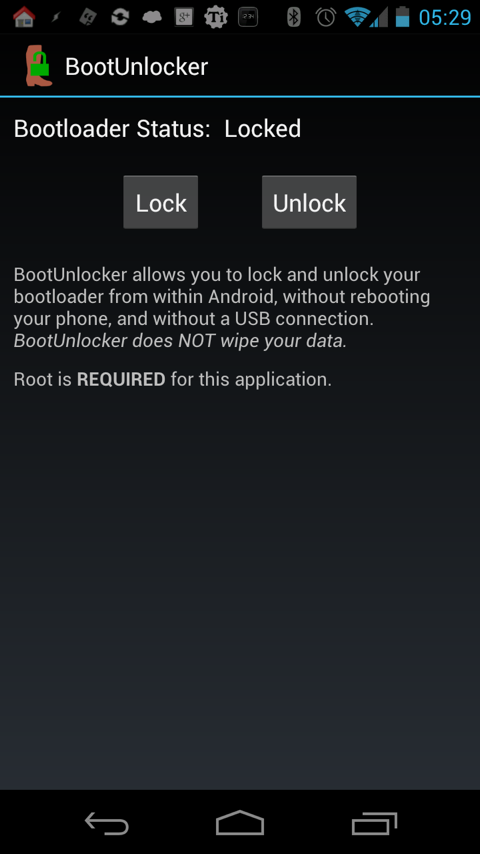 05:29
BootUnlocker
Bootloader Status: Locked
Lock
Unlock
BootUnlocker allows you to lock and unlock your
bootloader from within Android, without rebooting
your phone, and without a USB connection.
BootUnlocker does NOT wipe your data.
Root is REQUIRED for this application.